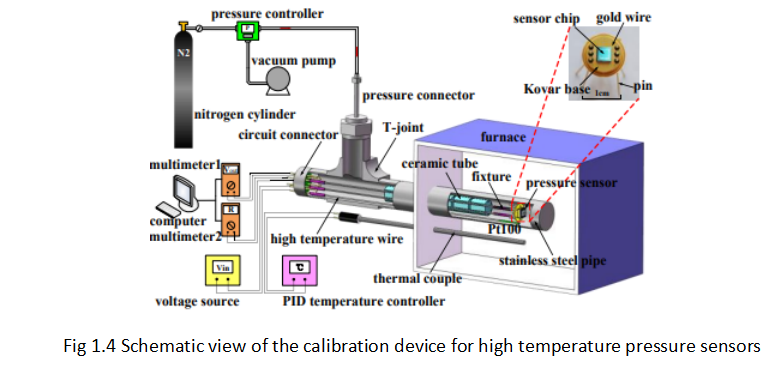 pressure controller
sensor chip
gold wire
P
N2
vacuum pump
Kovar base
1cm
pin
pressure connector
nitrogen cylinder
circuit connector
T-joint
furnace
multimeter1
ceramic tube
fixture
pressure sensor
R
computer
multimeter2
high temperature wire
Pt100
stainless steel pipe
Vin
°C
thermal couple
voltage source
PID temperature controller
Fig 1.4 Schematic view of the calibration device for high temperature pressure sensors